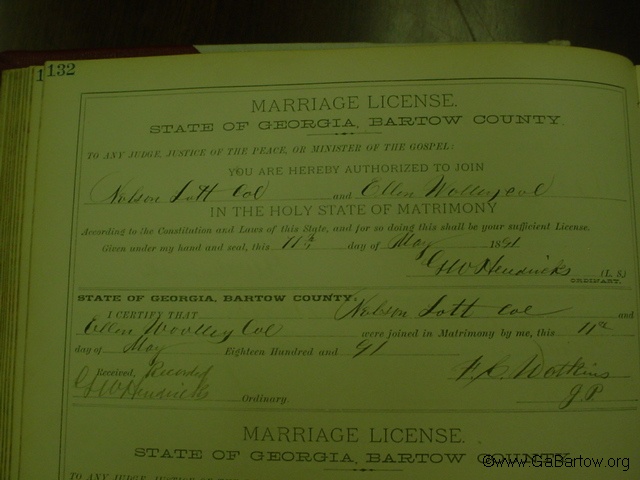 132
MARRIAGE LICENSE.
STATE OF GEORGIA, BARTOW COUNTY.
TO ANY JUDGE, JUSTICE OF THE PEACE, OR MINISTER OF THE GOSPEL:
YOU ARE HEREBY AUTHORIZED TO JOIN
Nelson Lott Col and Ellen Wolley col
IN THE HOLY STATE OF MATRIMONY
According to the Constitution and Laws of this State, and for so doing this shall be your sufficient License.
Given under my hand and seal, this 11th day of May 1891
G H W Hendricks (L. S.)
ORDINARY.
STATE OF GEORGIA, BARTOW COUNTY.
I CERTIFY THAT Nelson Lott Col and
Ellen Woolley Col were joined in Matrimony by me, this 11th
day of May Eighteen Hundred and 91
Received, Recorded Watkins
G H W Hendricks Ordinary. J.P.
MARRIAGE LICENSE.
STATE OF GEORGIA, BARTOW COUNTY.
©www.GaBartow.org